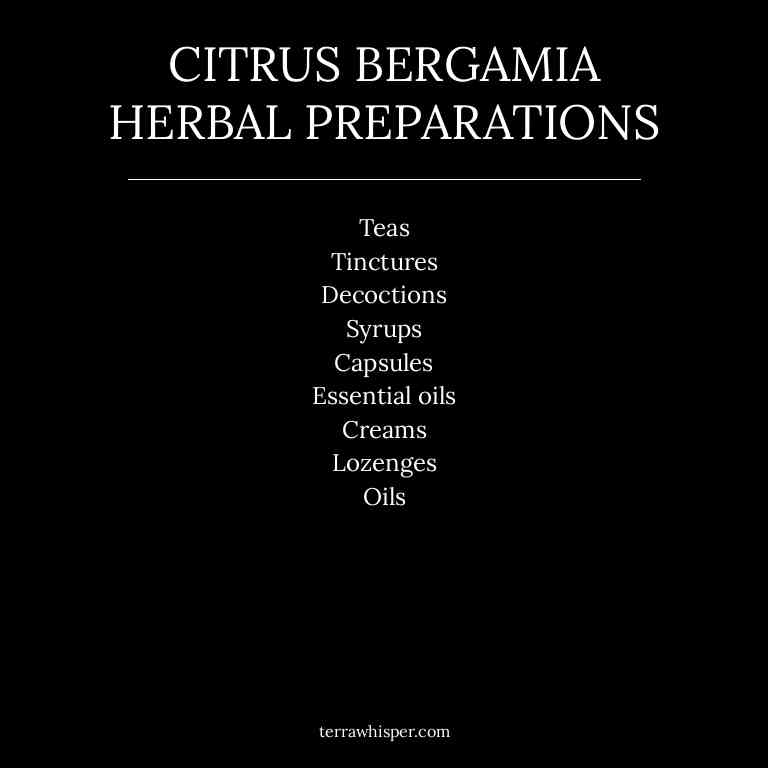 CITRUS BERGAMIA
HERBAL PREPARATIONS
Teas
Tinctures
Decoctions
Syrups
Capsules
Essential oils
Creams
Lozenges
Oils
terrawhisper.com